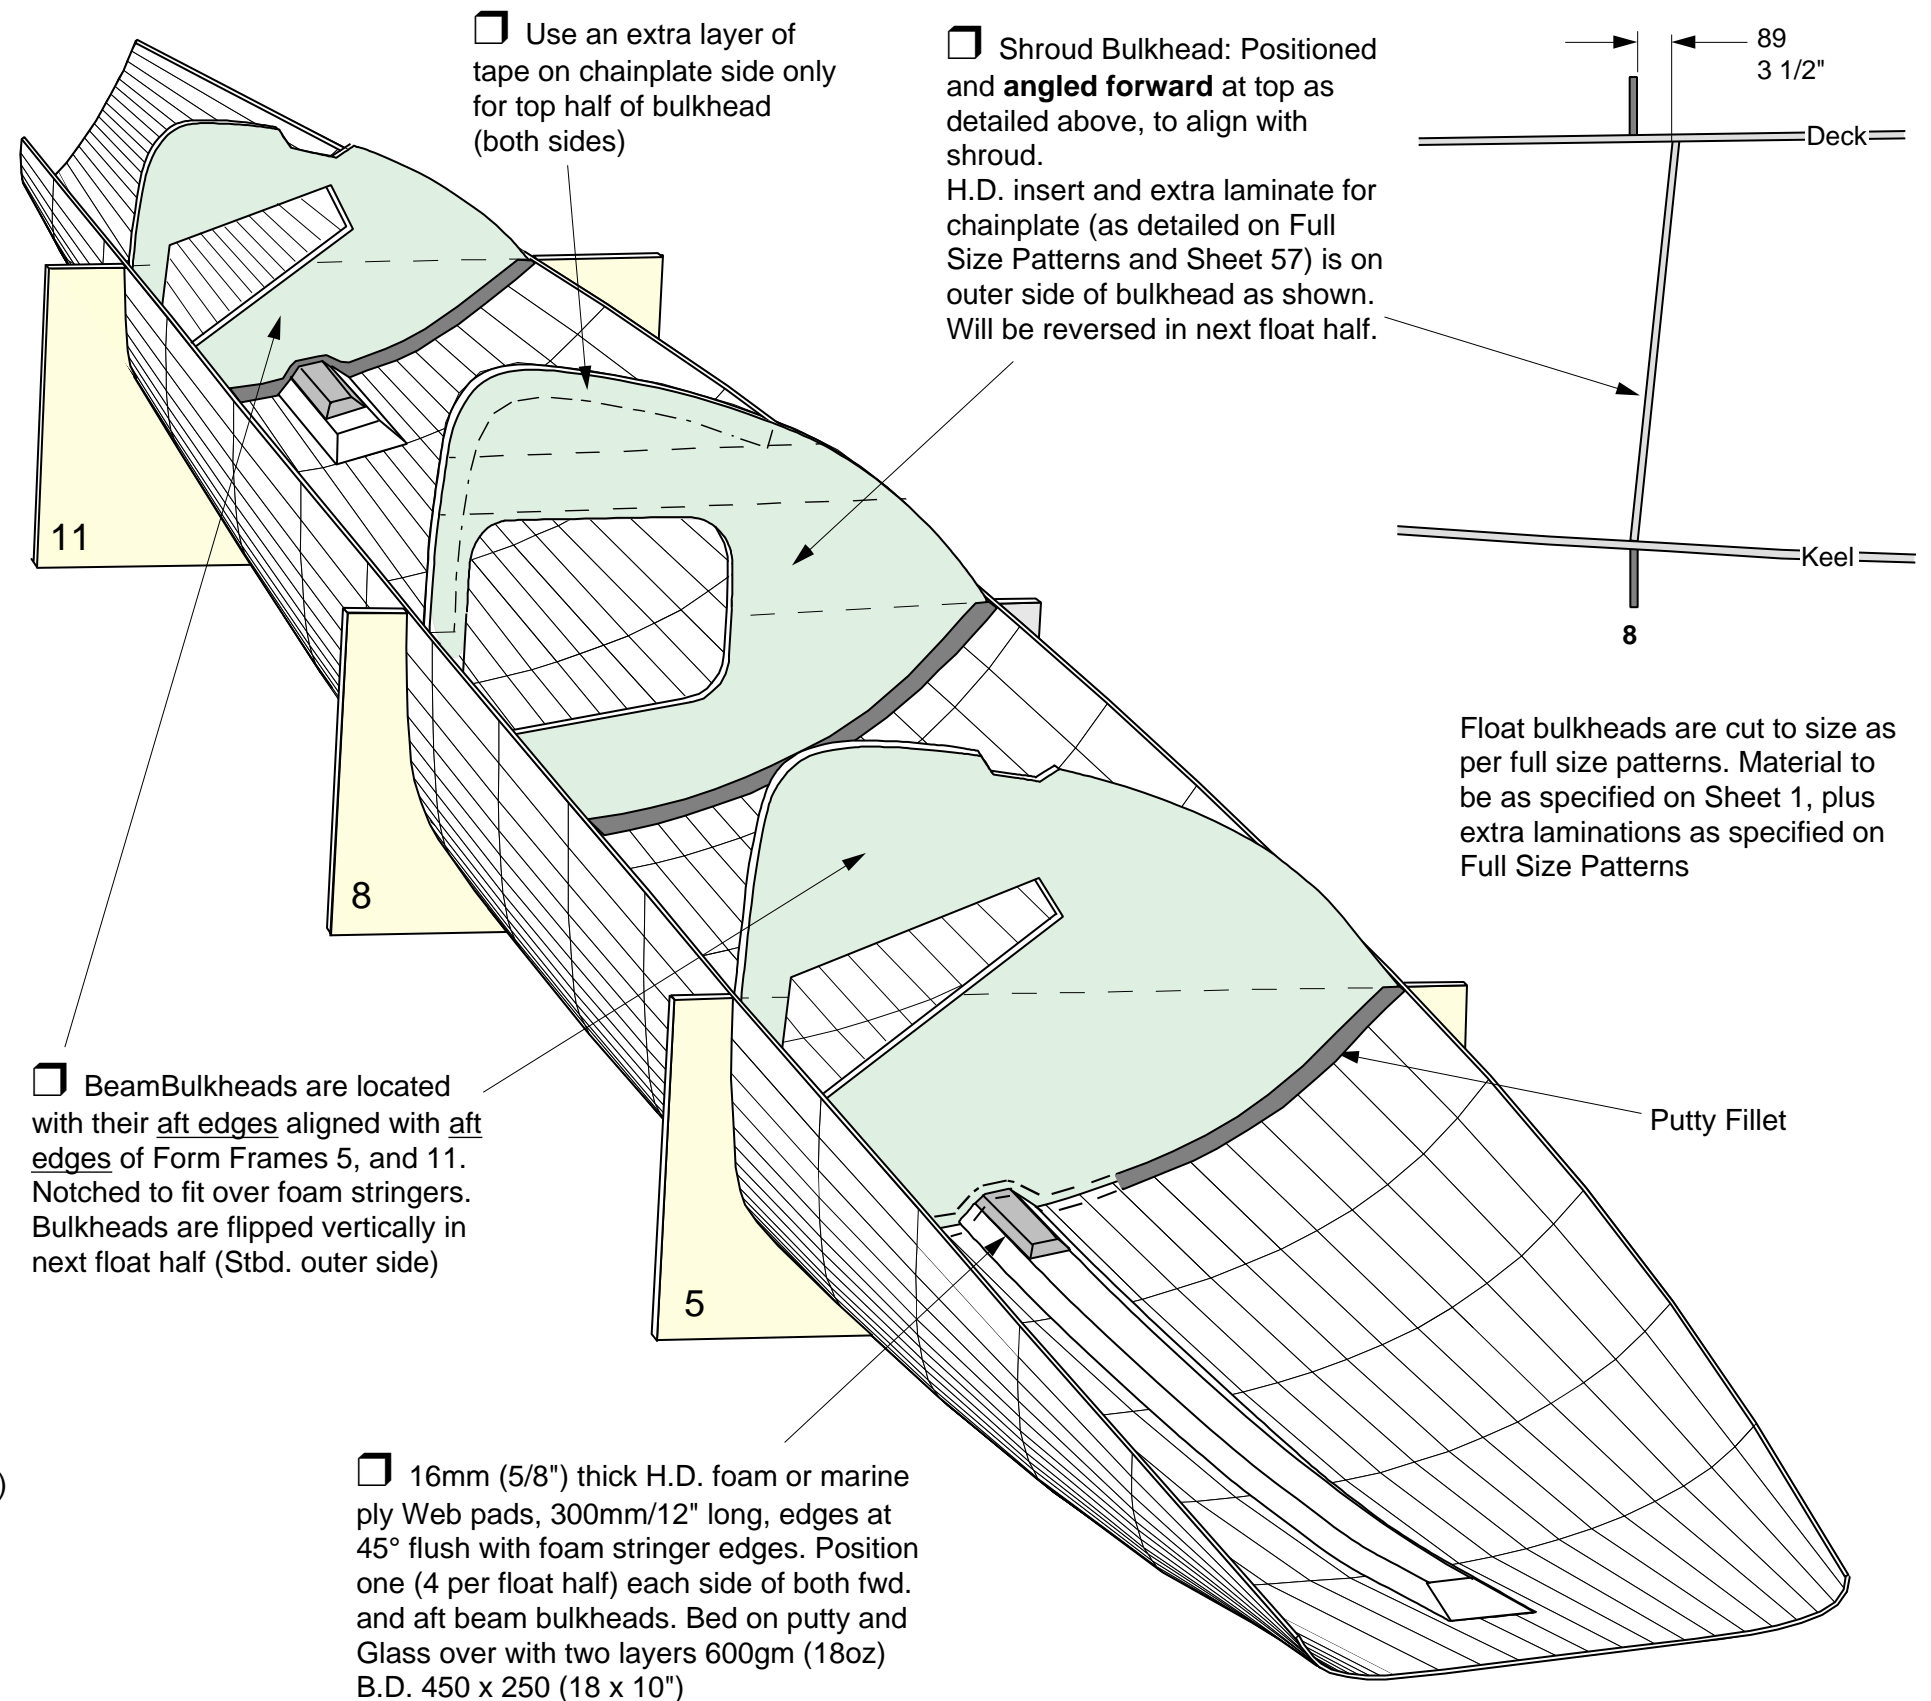 Use an extra layer of
tape on chainplate side only
for top half of bulkhead
(both sides)
Shroud Bulkhead: Positioned
and angled forward at top as
detailed above, to align with
shroud.
H.D. insert and extra laminate for
chainplate (as detailed on Full
Size Patterns and Sheet 57) is on
outer side of bulkhead as shown.
Will be reversed in next float half.
89
3 1/2"
Deck
Keel
8
Float bulkheads are cut to size as
per full size patterns. Material to
be as specified on Sheet 1, plus
extra laminations as specified on
Full Size Patterns
11
8
5
BeamBulkheads are located
with their aft edges aligned with aft
edges of Form Frames 5, and 11.
Notched to fit over foam stringers.
Bulkheads are flipped vertically in
next float half (Stbd. outer side)
Putty Fillet
)
16mm (5/8") thick H.D. foam or marine
ply Web pads, 300mm/12" long, edges at
45° flush with foam stringer edges. Position
one (4 per float half) each side of both fwd.
and aft beam bulkheads. Bed on putty and
Glass over with two layers 600gm (18oz)
B.D. 450 x 250 (18 x 10")